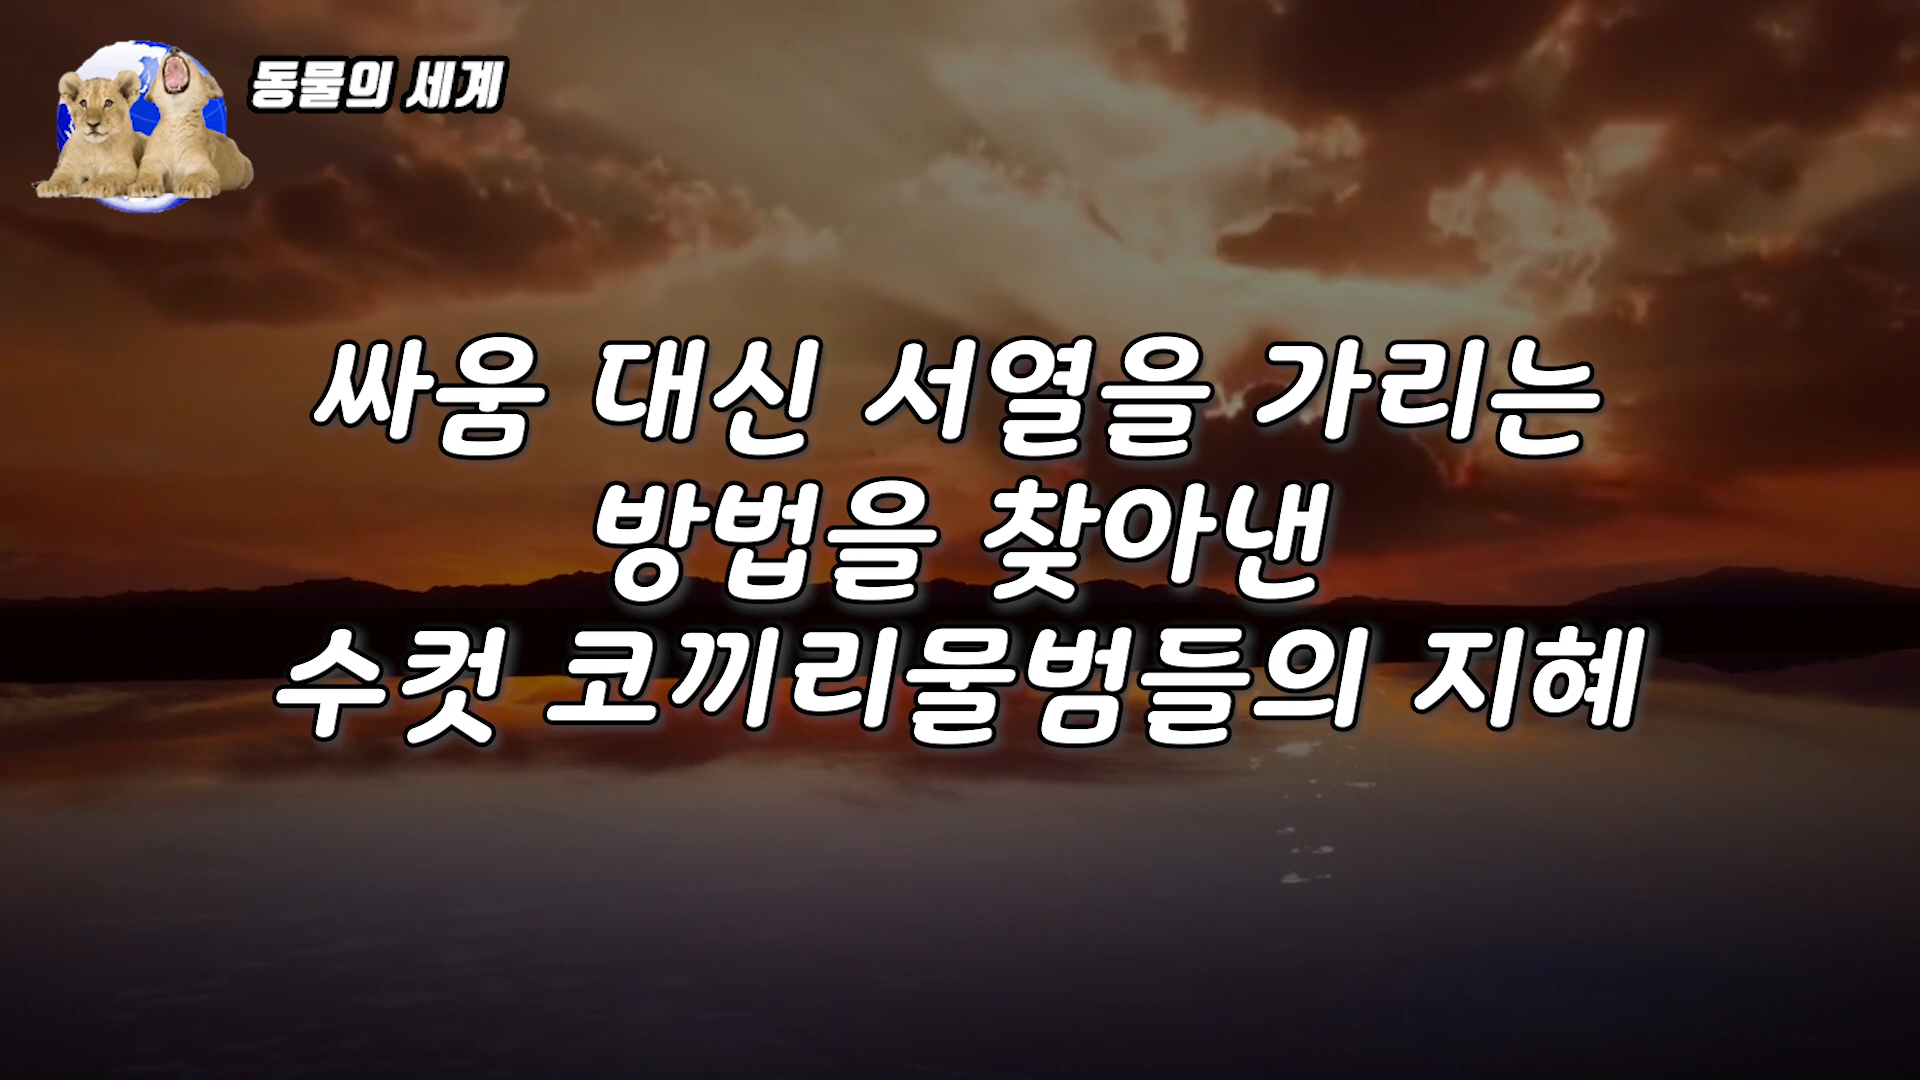 동물의 세계
싸움 대신 서열을 가리는
방법을 찾아낸
수컷 코끼리물범들의 지혜